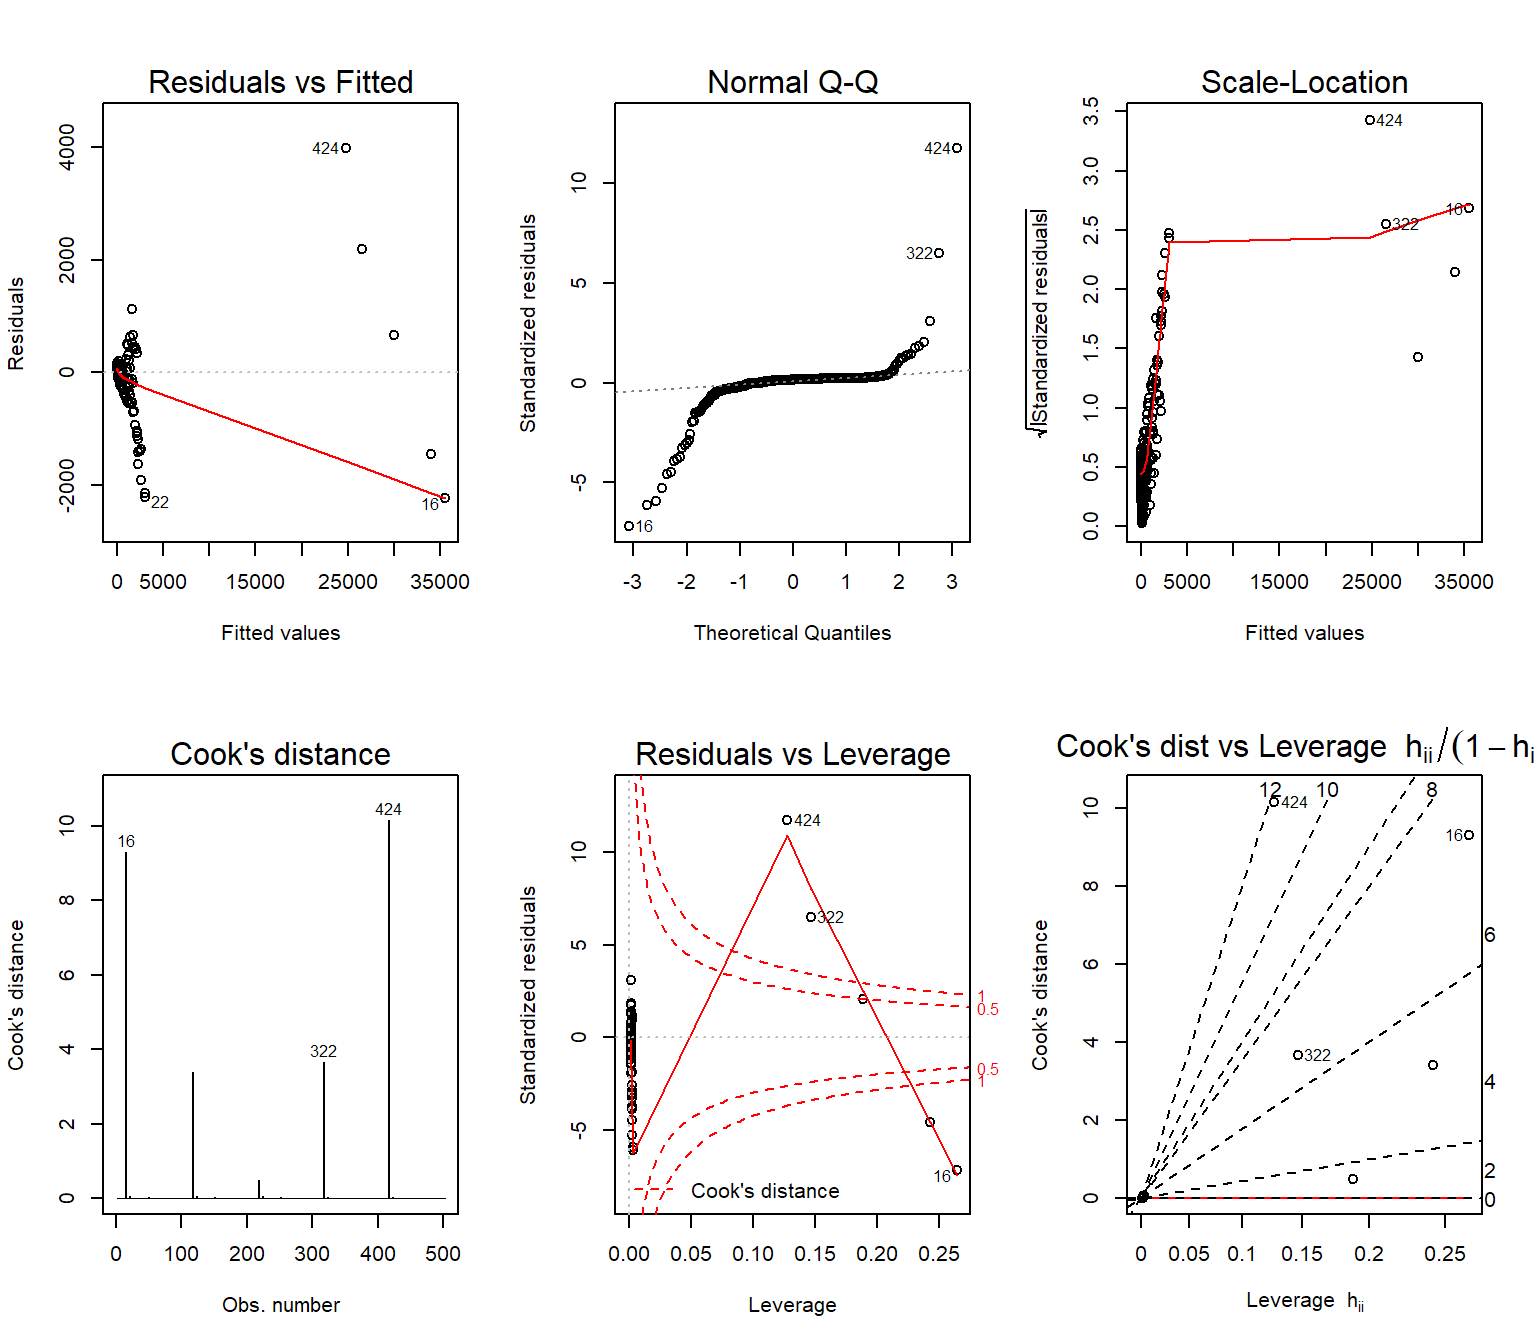 Residuals vs Fitted
4000
2000
0
-2000
Residuals
424
22
16
0 5000 15000 25000 35000
Fitted values
Normal Q-Q
10
5
0
-5
Standardized residuals
424
322
16
-3 -2 -1 0 1 2 3
Theoretical Quantiles
Scale-Location
3.5
3.0
2.5
2.0
1.5
1.0
0.5
0.0
√|Standardized residuals|
424
322
16
0 5000 15000 25000 35000
Fitted values
Cook's distance
10
8
6
4
2
0
Cook's distance
16
322
424
0 100 200 300 400 500
Obs. number
Residuals vs Leverage
10
5
0
-5
Standardized residuals
424
322
16
1
0.5
0.5
1
Cook's distance
0.00 0.05 0.10 0.15 0.20 0.25
Leverage
Cook's dist vs Leverage hii/(1 − hi
10
8
6
4
2
0
Cook's distance
12 10 8
424
16
322
6
4
2
0
0 0.05 0.1 0.15 0.2 0.25
Leverage hii